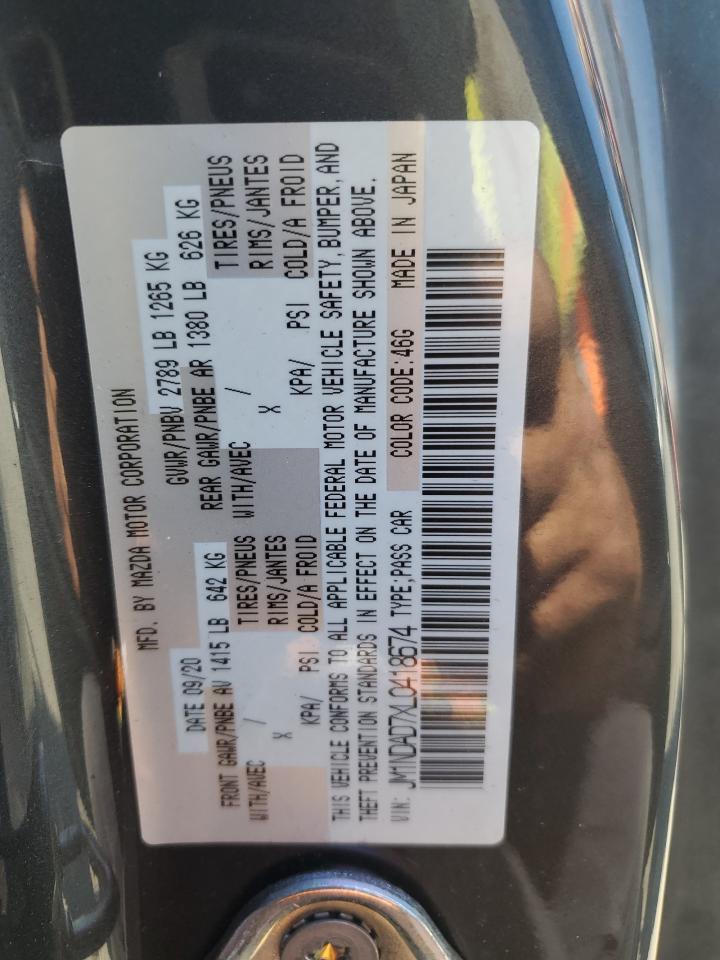 MFD. BY MAZDA MOTOR CORPORATION
DATE 09/20 GVWR/PNBV 2789 LB 1265 KG
FRONT GAWR/PNBE AV 1415 LB 642 KG REAR GAWR/PNBE AR 1380 LB 626 KG
WITH/AVEC / TIRES/PNEUS WITH/AVEC / TIRES/PNEUS
X RIMS/JANTES X RIMS/JANTES
KPA/ PSI COLD/A FROID KPA/ PSI COLD/A FROID
THIS VEHICLE CONFORMS TO ALL APPLICABLE FEDERAL MOTOR VEHICLE SAFETY, BUMPER, AND
THEFT PREVENTION STANDARDS IN EFFECT ON THE DATE OF MANUFACTURE SHOWN ABOVE.
VIN: JM1NDAD7XL0418674 TYPE:PASS CAR COLOR CODE:46G MADE IN JAPAN